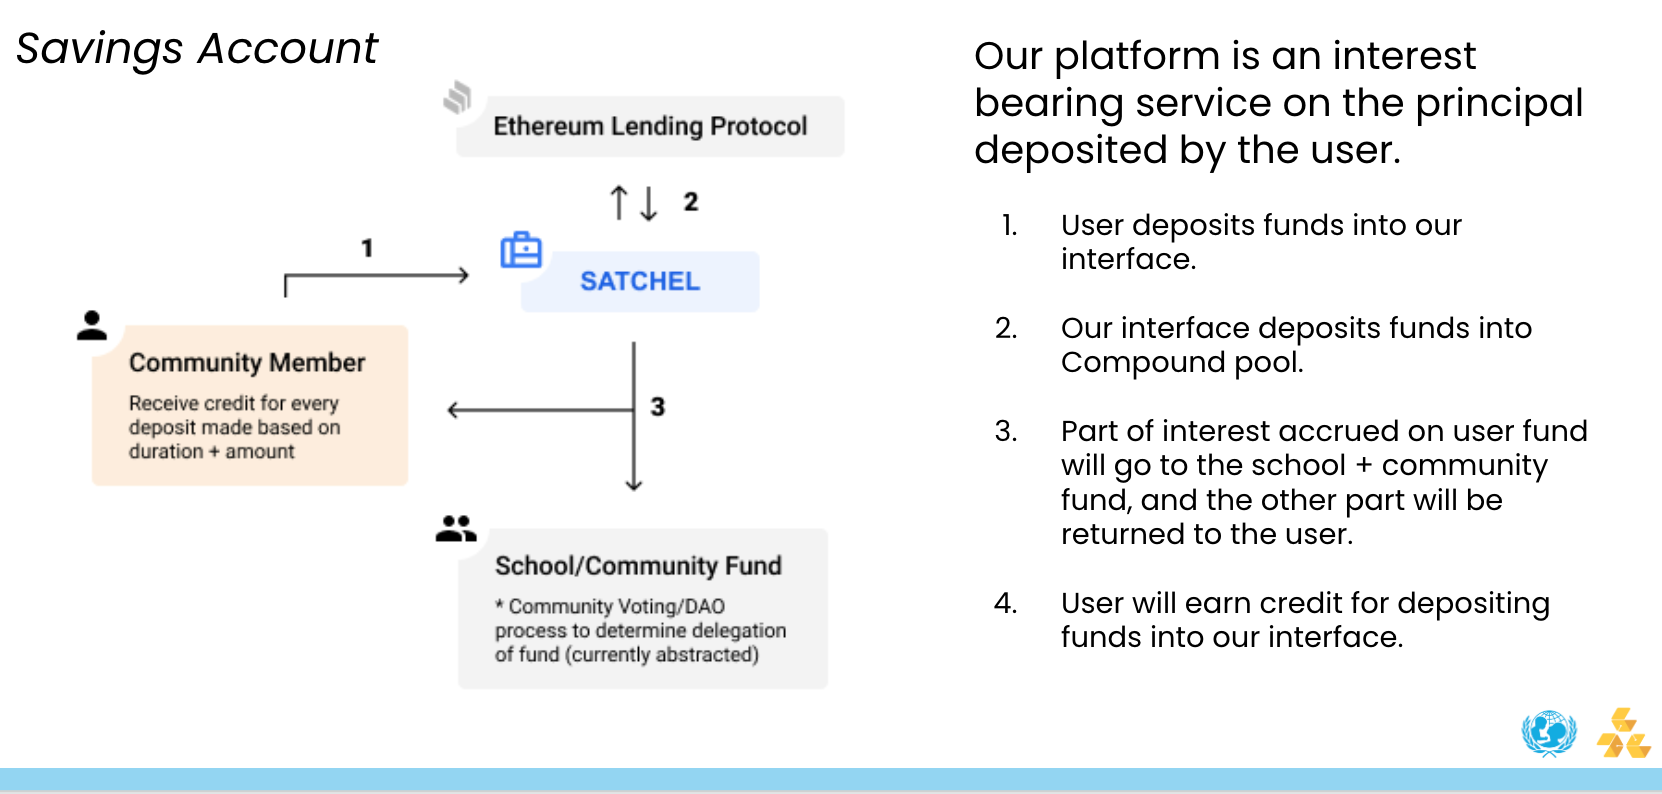 Savings Account
Ethereum Lending Protocol
2
1
SATCHEL
Community Member
Receive credit for every
deposit made based on
duration + amount
3
School/Community Fund
* Community Voting/DAO
process to determine delegation
of fund (currently abstracted)
Our platform is an interest
bearing service on the principal
deposited by the user.
1. User deposits funds into our
interface.
2. Our interface deposits funds into
Compound pool.
3. Part of interest accrued on user fund
will go to the school + community
fund, and the other part will be
returned to the user.
4. User will earn credit for depositing
funds into our interface.